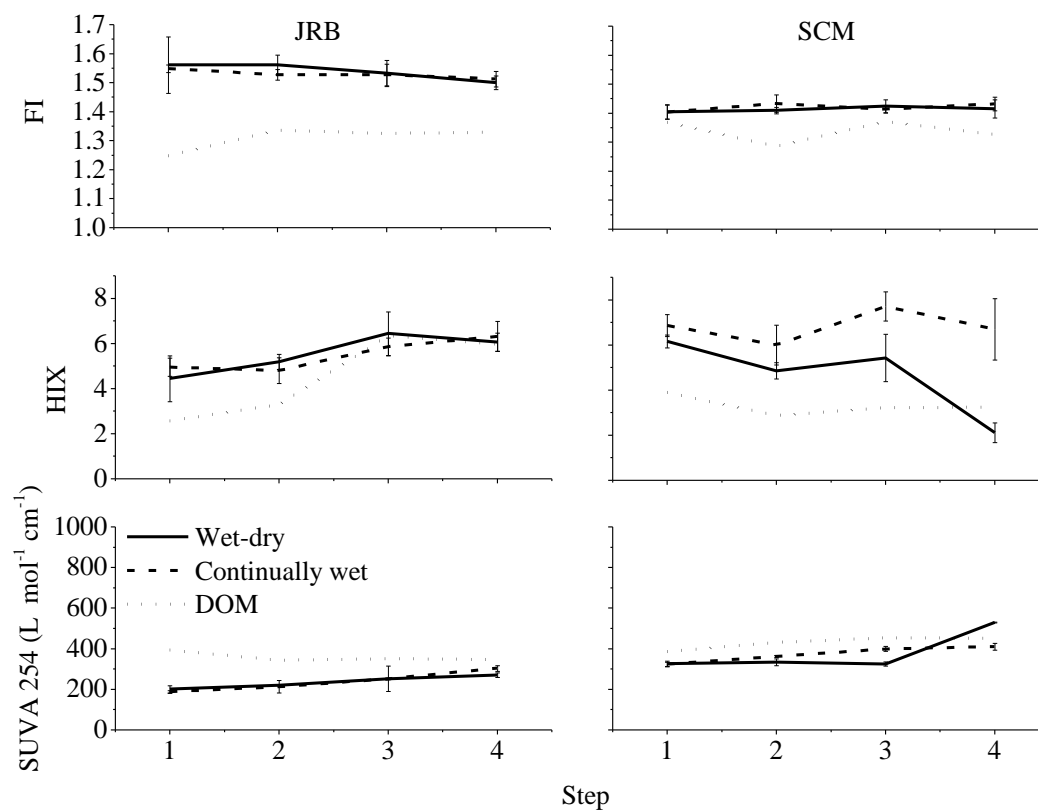 JRB
SCM
FI
1.7
1.6
1.5
1.4
1.3
1.2
1.1
1.0
HIX
8
6
4
2
0
SUVA 254 (L mol⁻¹ cm⁻¹)
1000
800
600
400
200
0
Wet-dry
Continually wet
DOM
1 2 3 4
1 2 3 4
Step